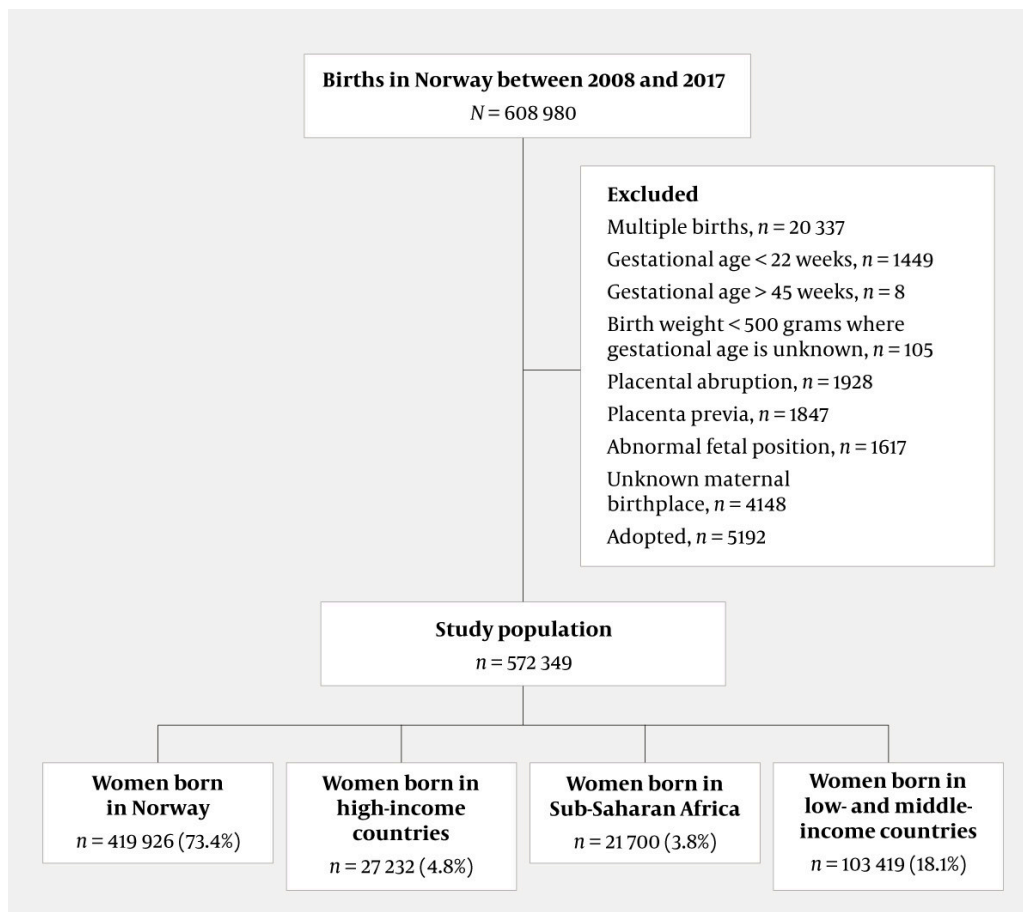 Births in Norway between 2008 and 2017
N = 608 980
Excluded
Multiple births, n = 20 337
Gestational age < 22 weeks, n = 1449
Gestational age > 45 weeks, n = 8
Birth weight < 500 grams where
gestational age is unknown, n = 105
Placental abruption, n = 1928
Placenta previa, n = 1847
Abnormal fetal position, n = 1617
Unknown maternal
birthplace, n = 4148
Adopted, n = 5192
Study population
n = 572 349
Women born
in Norway
n = 419 926 (73.4%)
Women born in
high-income
countries
n = 27 232 (4.8%)
Women born in
Sub-Saharan Africa
n = 21 700 (3.8%)
Women born in
low- and middle-
income countries
n = 103 419 (18.1%)